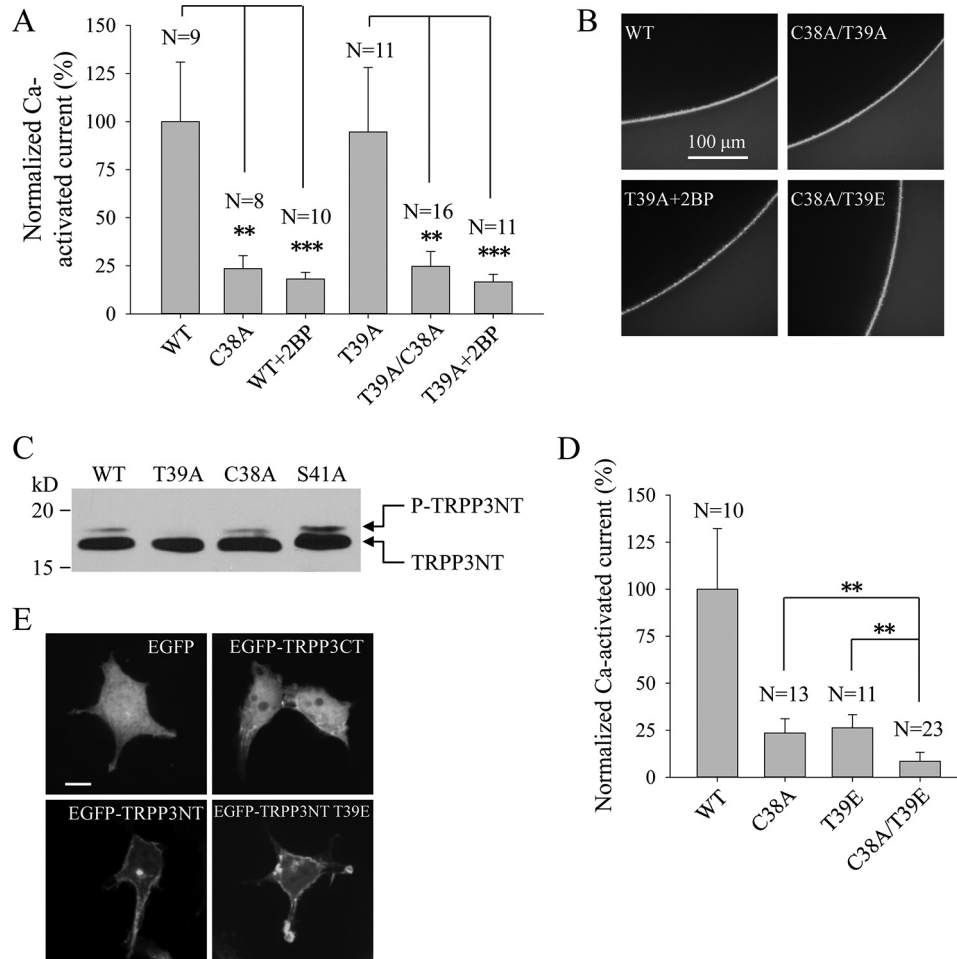 A
Normalized Ca-
activated current (%)
150
125
100
75
50
25
0
N=9
N=8
**
N=10
***
N=11
N=16
**
N=11
***
WT
C38A
WT+2BP
T39A
T39A/C38A
T39A+2BP
B
WT
C38A/T39A
100 µm
T39A+2BP
C38A/T39E
C
kD
WT T39A C38A S41A
20
15
P-TRPP3NT
TRPP3NT
D
Normalized Ca-activated current (%)
150
125
100
75
50
25
0
N=10
**
**
N=13
N=11
N=23
WT
C38A
T39E
C38A/T39E
E
EGFP
EGFP-TRPP3CT
EGFP-TRPP3NT
EGFP-TRPP3NT T39E